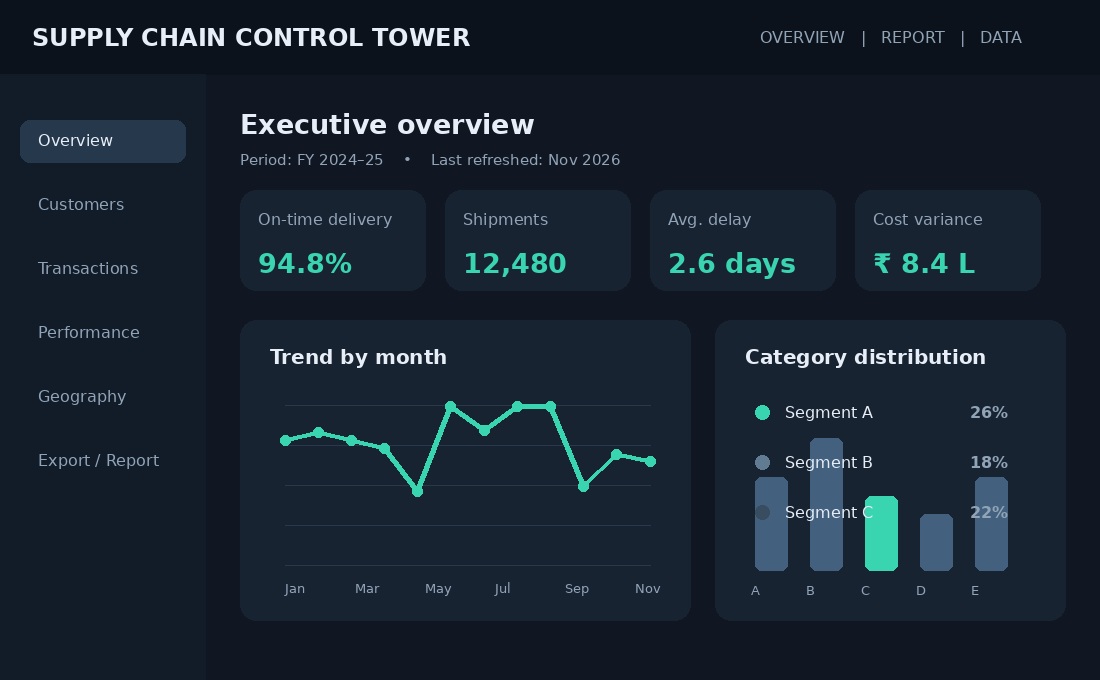 SUPPLY CHAIN CONTROL TOWER
OVERVIEW | REPORT | DATA
Overview
Customers
Transactions
Performance
Geography
Export / Report
Executive overview
Period: FY 2024–25 • Last refreshed: Nov 2026
On-time delivery
94.8%
Shipments
12,480
Avg. delay
2.6 days
Cost variance
₹ 8.4 L
Trend by month
Jan Mar May Jul Sep Nov
Category distribution
Segment A 26%
Segment B 18%
Segment C 22%
A B C D E